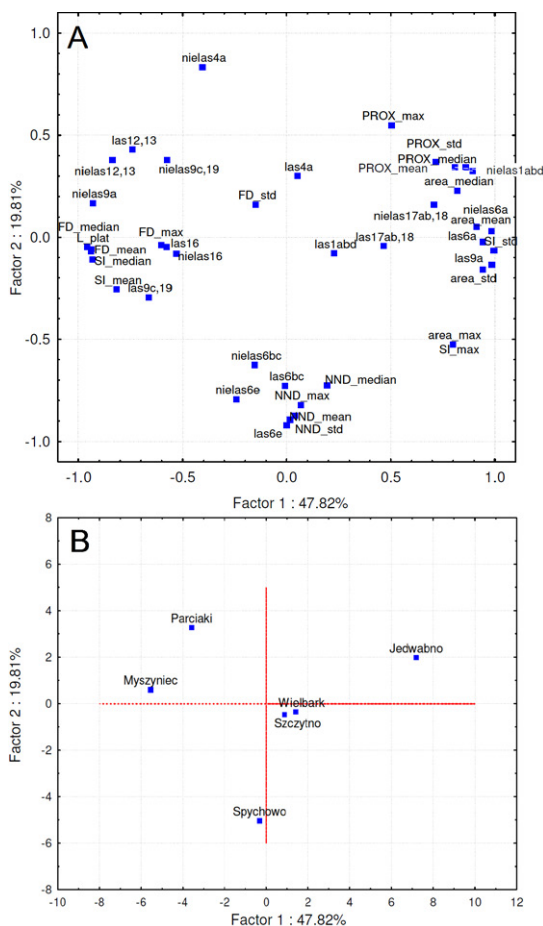 A
nielas4a
PROX_max
las12,13
PROX_std
nielas12,13
nielas9c,19
PROX_median
PROX_mean
nielas1abd
las4a
area_median
nielas9a
FD_std
nielas17ab,18
nielas6a
area_mean
FD_median
FD_max
L_plat
las16
FD_mean
nielas16
SI_median
las1abd
las17ab,18
las6a
SI_std
las9a
SI_mean
las9c,19
area_std
area_max
SI_max
nielas6bc
las6bc
NND_median
nielas6e
NND_max
NND_mean
las6e
NND_std
1.0
0.5
0.0
-0.5
-1.0
Factor 2 : 19.81%
-1.0 -0.5 0.0 0.5 1.0
Factor 1 : 47.82%
B
Parciaki
Jedwabno
Myszyniec
Wielbark
Szczytno
Spychowo
8
6
4
2
0
-2
-4
-6
-8
Factor 2 : 19.81%
-10 -8 -6 -4 -2 0 2 4 6 8 10 12
Factor 1 : 47.82%